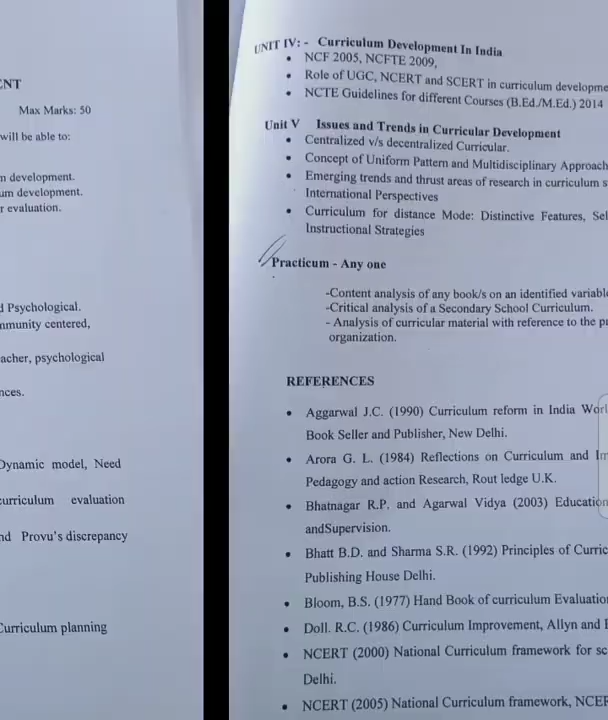 NT
Max Marks: 50
will be able to:
development.
development.
evaluation.
Psychological.
centered,
psychological
Dynamic model, Need
curriculum evaluation
Provu's discrepancy
Curriculum planning
UNIT IV: - Curriculum Development In India
• NCF 2005, NCFTE 2009,
• Role of UGC, NCERT and SCERT in curriculum developme
• NCTE Guidelines for different Courses (B.Ed./M.Ed.) 2014
Unit V Issues and Trends in Curricular Development
• Centralized v/s decentralized Curricular.
• Concept of Uniform Pattern and Multidisciplinary Approach
• Emerging trends and thrust areas of research in curriculum s
International Perspectives
• Curriculum for distance Mode: Distinctive Features, Sel
Instructional Strategies
Practicum - Any one
-Content analysis of any book/s on an identified variabl
-Critical analysis of a Secondary School Curriculum.
- Analysis of curricular material with reference to the p
organization.
REFERENCES
• Aggarwal J.C. (1990) Curriculum reform in India Worl
Book Seller and Publisher, New Delhi.
• Arora G. L. (1984) Reflections on Curriculum and
Pedagogy and action Research, Rout ledge U.K.
• Bhatnagar R.P. and Agarwal Vidya (2003) Education
andSupervision.
• Bhatt B.D. and Sharma S.R. (1992) Principles of Curric
Publishing House Delhi.
• Bloom, B.S. (1977) Hand Book of curriculum Evaluation
• Doll. R.C. (1986) Curriculum Improvement, Allyn and
• NCERT (2000) National Curriculum framework for sc
Delhi.
• NCERT (2005) National Curriculum framework, NCER